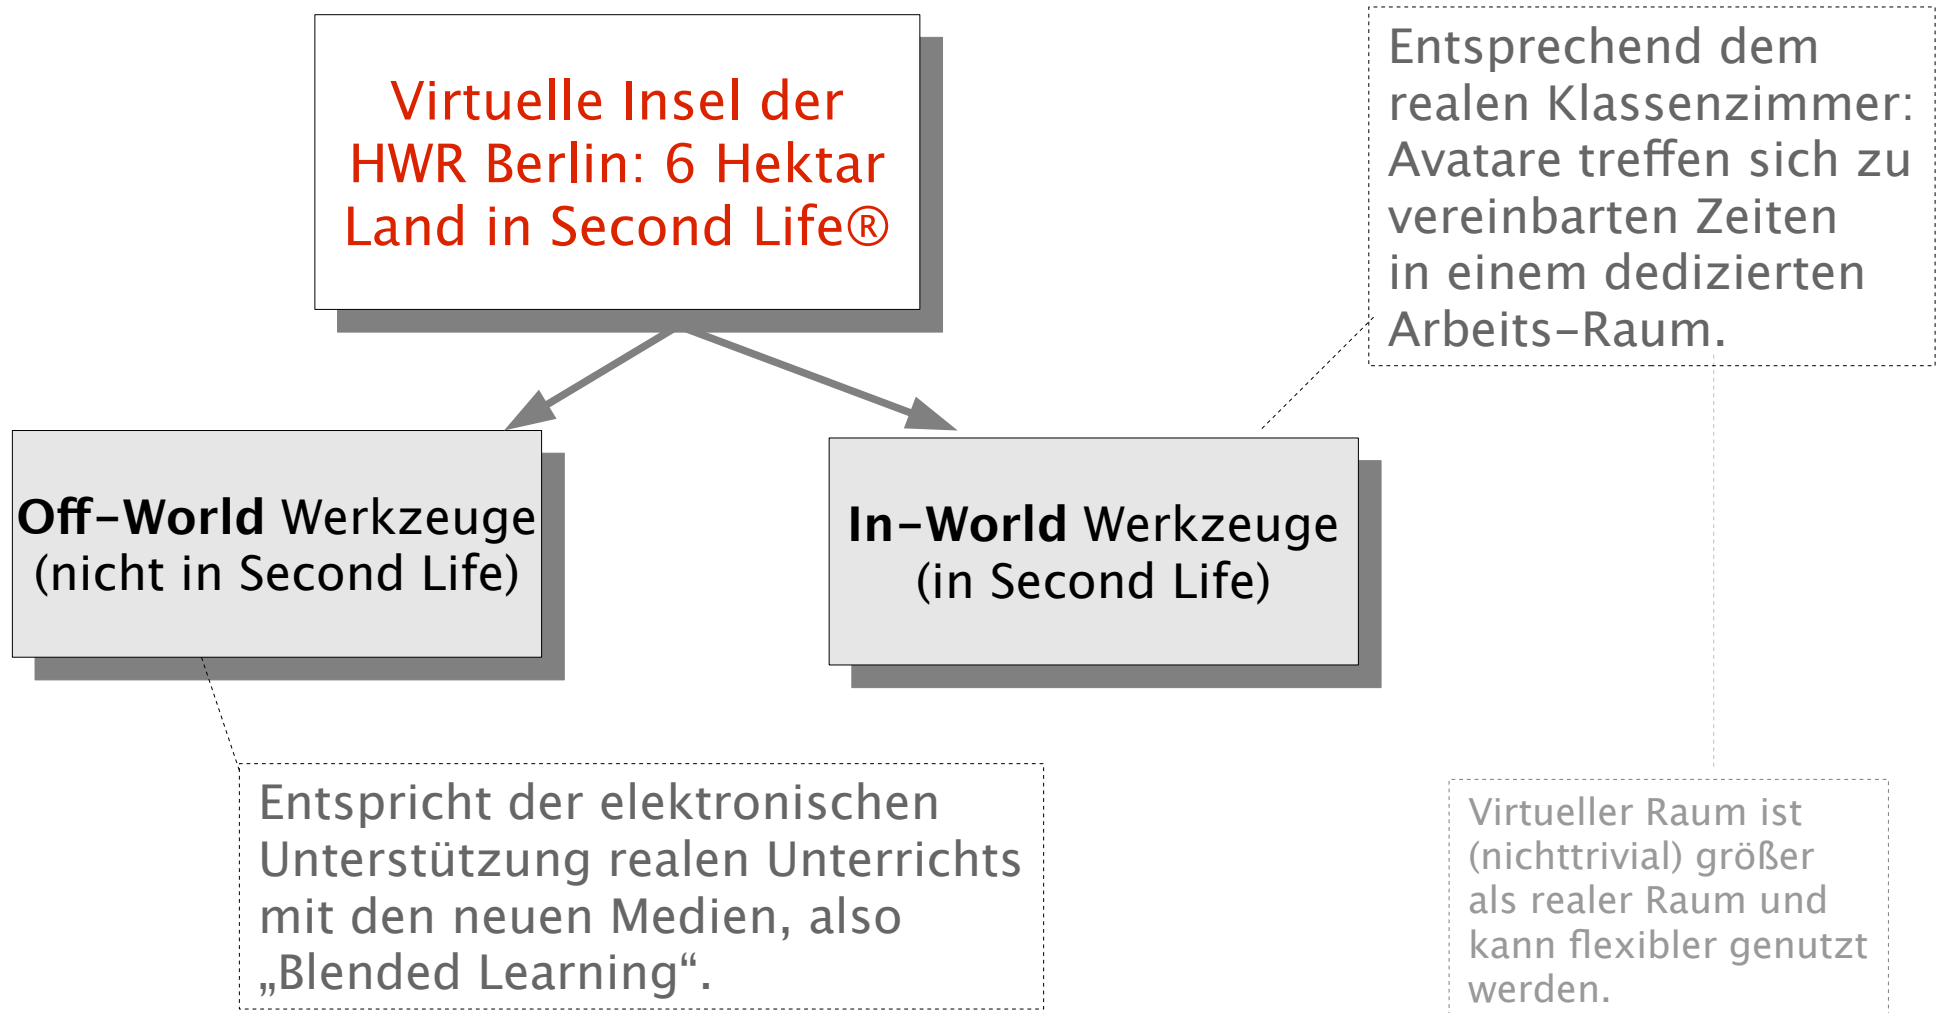 Virtuelle Insel der
HWR Berlin: 6 Hektar
Land in Second Life®
Entsprechend dem
realen Klassenzimmer:
Avatare treffen sich zu
vereinbarten Zeiten
in einem dedizierten
Arbeits-Raum.
Off-World Werkzeuge
(nicht in Second Life)
In-World Werkzeuge
(in Second Life)
Entspricht der elektronischen
Unterstützung realen Unterrichts
mit den neuen Medien, also
„Blended Learning“.
Virtueller Raum ist
(nichttrivial) größer
als realer Raum und
kann flexibler genutzt
werden.